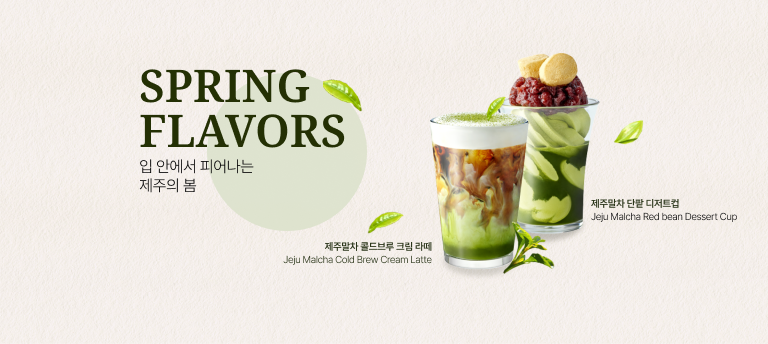 SPRING
FLAVORS
입 안에서 피어나는
제주의 봄
제주말차 콜드브루 크림 라떼
Jeju Malcha Cold Brew Cream Latte
제주말차 단팥 디저트컵
Jeju Malcha Red bean Dessert Cup